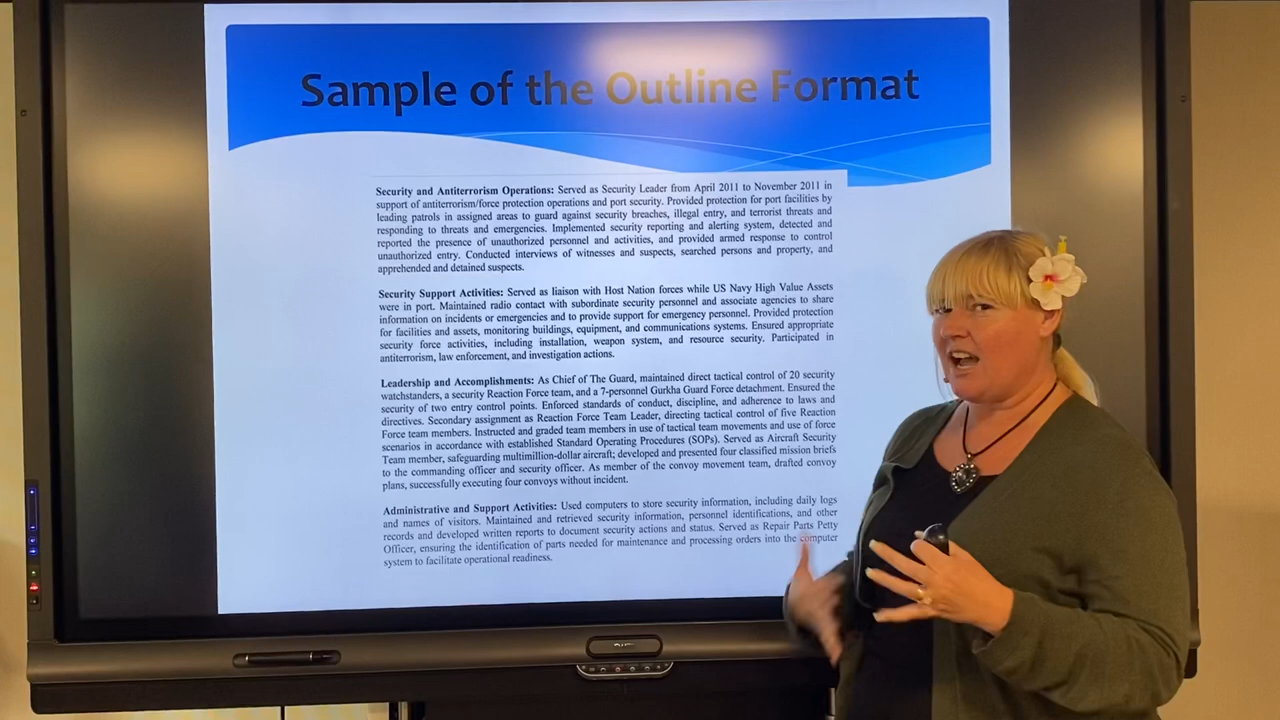 Sample of the Outline Format
Security and Antiterrorism Operations: Served as Security Leader from April 2011 to November 2011 in
support of antiterrorism/force protection operations and port security. Provided protection for port facilities by
leading patrols in assigned areas to guard against security breaches, illegal entry, and terrorist threats and
responding to threats and emergencies. Implemented security reporting and alerting system, detected and
reported the presence of unauthorized personnel and activities, and provided armed response to control
unauthorized entry. Conducted interviews of witnesses and suspects, searched persons and property, and
apprehended and detained suspects.
Security Support Activities: Served as liaison with Host Nation forces while US Navy High Value Assets
were in port. Maintained radio contact with subordinate security personnel and associate agencies to share
information on incidents or emergencies and to provide support for emergency personnel. Provided protection
for facilities and assets, monitoring buildings, equipment, and communications systems. Ensured appropriate
security force activities, including installation, weapon system, and resource security. Participated in
antiterrorism, law enforcement, and investigation actions.
Leadership and Accomplishments: As Chief of The Guard, maintained direct tactical control of 20 security
watchstanders, a security Reaction Force team, and a 7-personnel Gurkha Guard Force detachment. Ensured the
security of two entry control points. Enforced standards of conduct, discipline, and adherence to laws and
directives. Secondary assignment as Reaction Force Team Leader, directing tactical control of five Reaction
Force team members. Instructed and graded team members in use of tactical team movements and use of force
scenarios in accordance with established Standard Operating Procedures (SOPs). Served as Aircraft Security
Team member, safeguarding multimillion-dollar aircraft; developed and presented four classified mission briefs
to the commanding officer and security officer. As member of the convoy movement team, drafted convoy
plans, successfully executing four convoys without incident.
Administrative and Support Activities: Used computers to store security information, including daily logs
and names of visitors. Maintained and retrieved security information, personnel identifications, and other
records and developed written reports to document security actions and status. Served as Repair Parts Petty
Officer, ensuring the identification of parts needed for maintenance and processing orders into the computer
system to facilitate operational readiness.